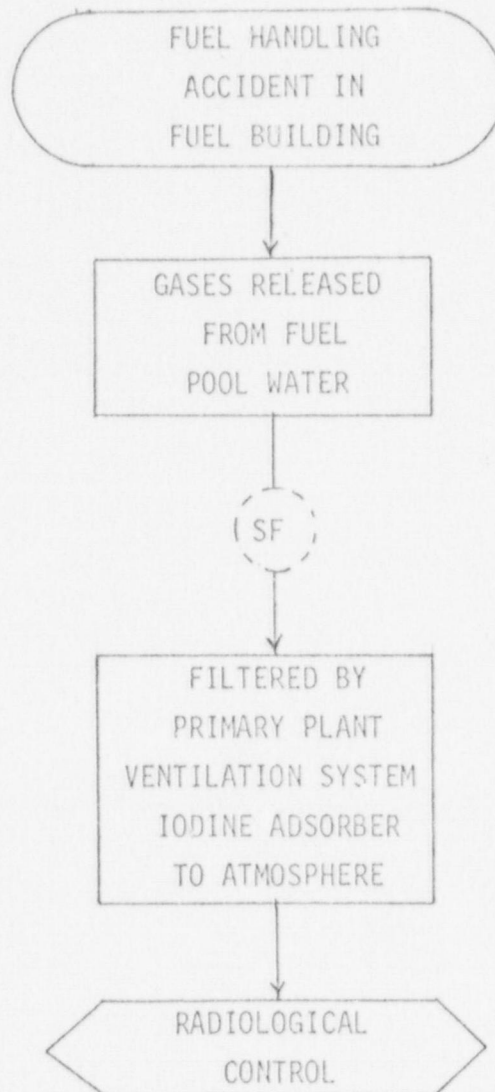 FUEL HANDLING
ACCIDENT IN
FUEL BUILDING
GASES RELEASED
FROM FUEL
POOL WATER
SF
FILTERED BY
PRIMARY PLANT
VENTILATION SYSTEM
IODINE ADSORBER
TO ATMOSPHERE
RADIOLOGICAL
CONTROL